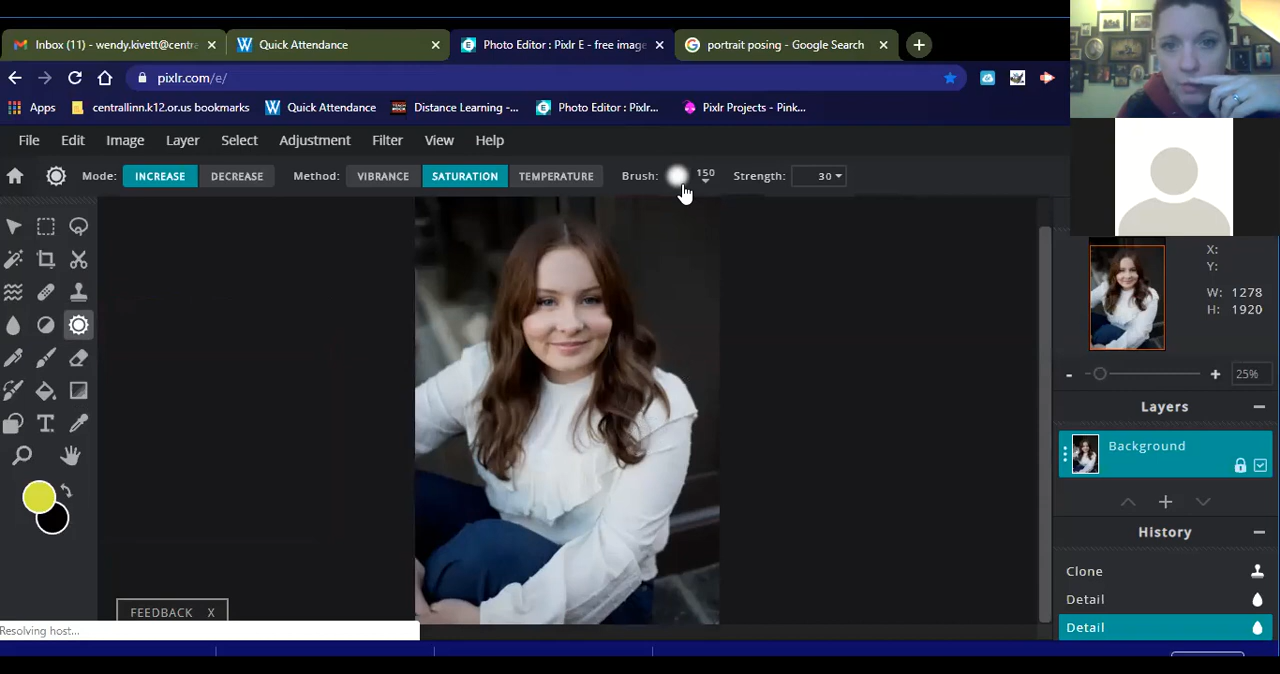 Inbox (11) - wendy.kivett@centra
Quick Attendance
Photo Editor : Pixlr E - free image
portrait posing - Google Search
pixlr.com/e/
Apps
centrallinn.k12.or.us bookmarks
Quick Attendance
Distance Learning -...
Photo Editor : Pixlr...
Pixlr Projects - Pink...
File Edit Image Layer Select Adjustment Filter View Help
Mode: INCREASE DECREASE Method: VIBRANCE SATURATION TEMPERATURE Brush: 150 Strength: 30
X:
Y:
W: 1278
H: 1920
- + 25%
Layers
Background
History
Clone
Detail
Detail
FEEDBACK X
Resolving host...